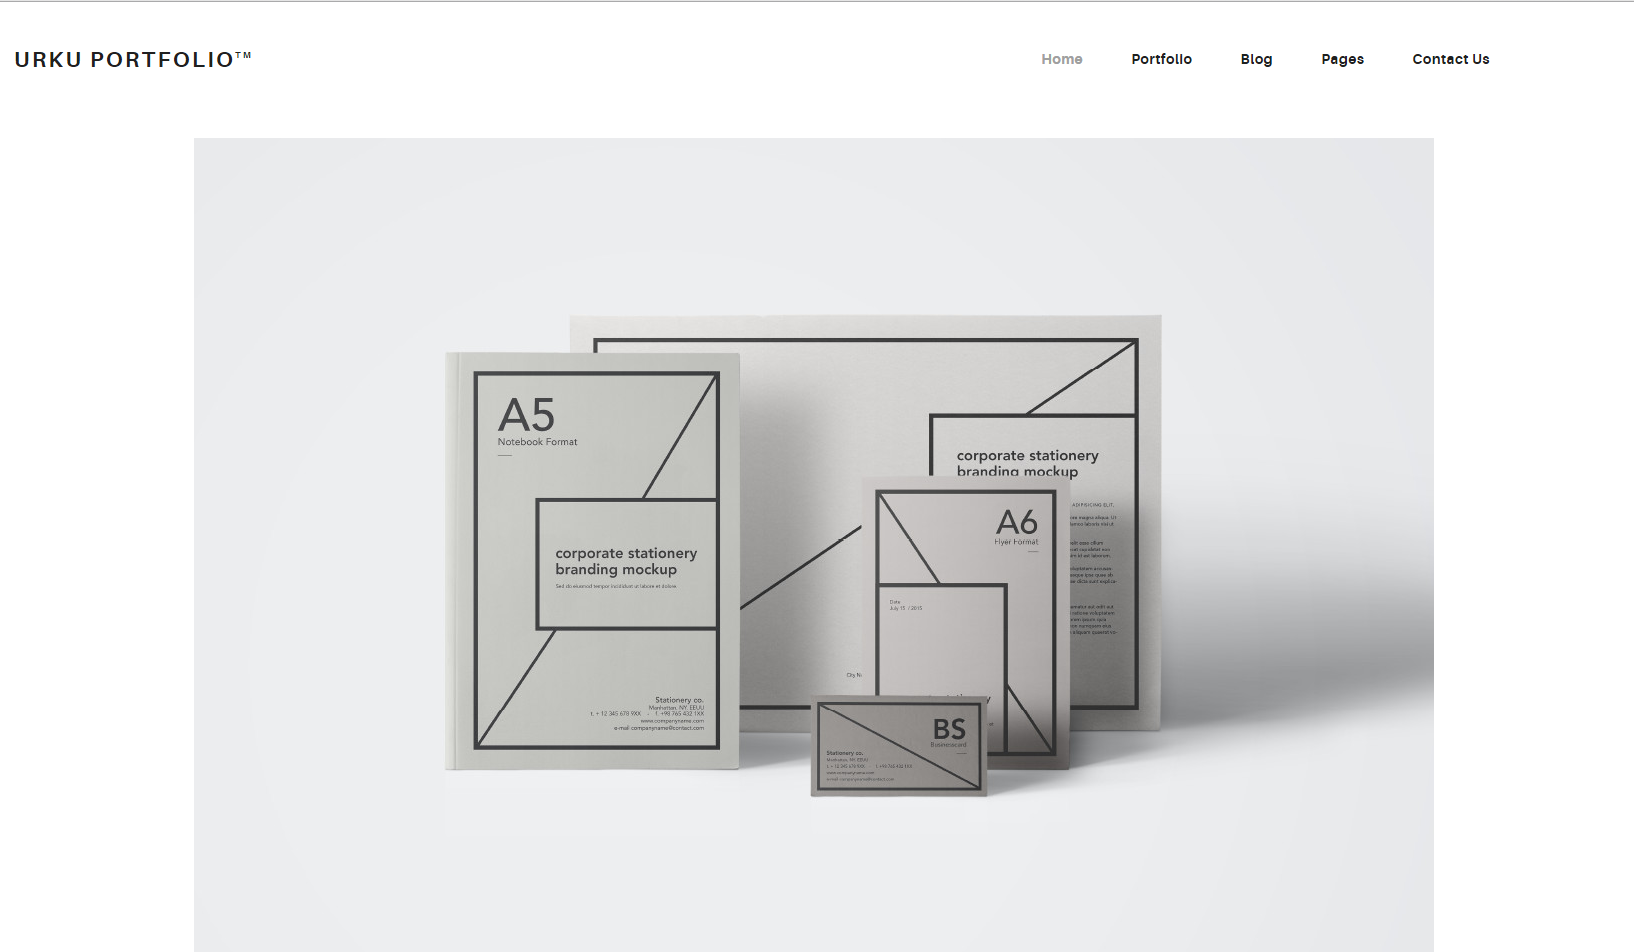 URKU PORTFOLIO™
Home Portfolio Blog Pages Contact Us
A5
Notebook Format
corporate stationery
branding mockup
Sed do eiusmod tempor incididunt ut labore et dolore.
Stationery co.
Manhattan, NY. EEUU
t. + 12 345 678 9XX - f. +98 765 432 1XX
www.companyname.com
e-mail companyname@contact.com
corporate stationery
branding mockup
ADIPISICING ELIT.
City
A6
Flyer Format
Date
July 15 / 2015
BS
Businesscard
Stationery co.
Manhattan, NY. EEUU
t. + 12 345 678 9XX - f. +98 765 432 1XX
www.companyname.com
e-mail companyname@contact.com